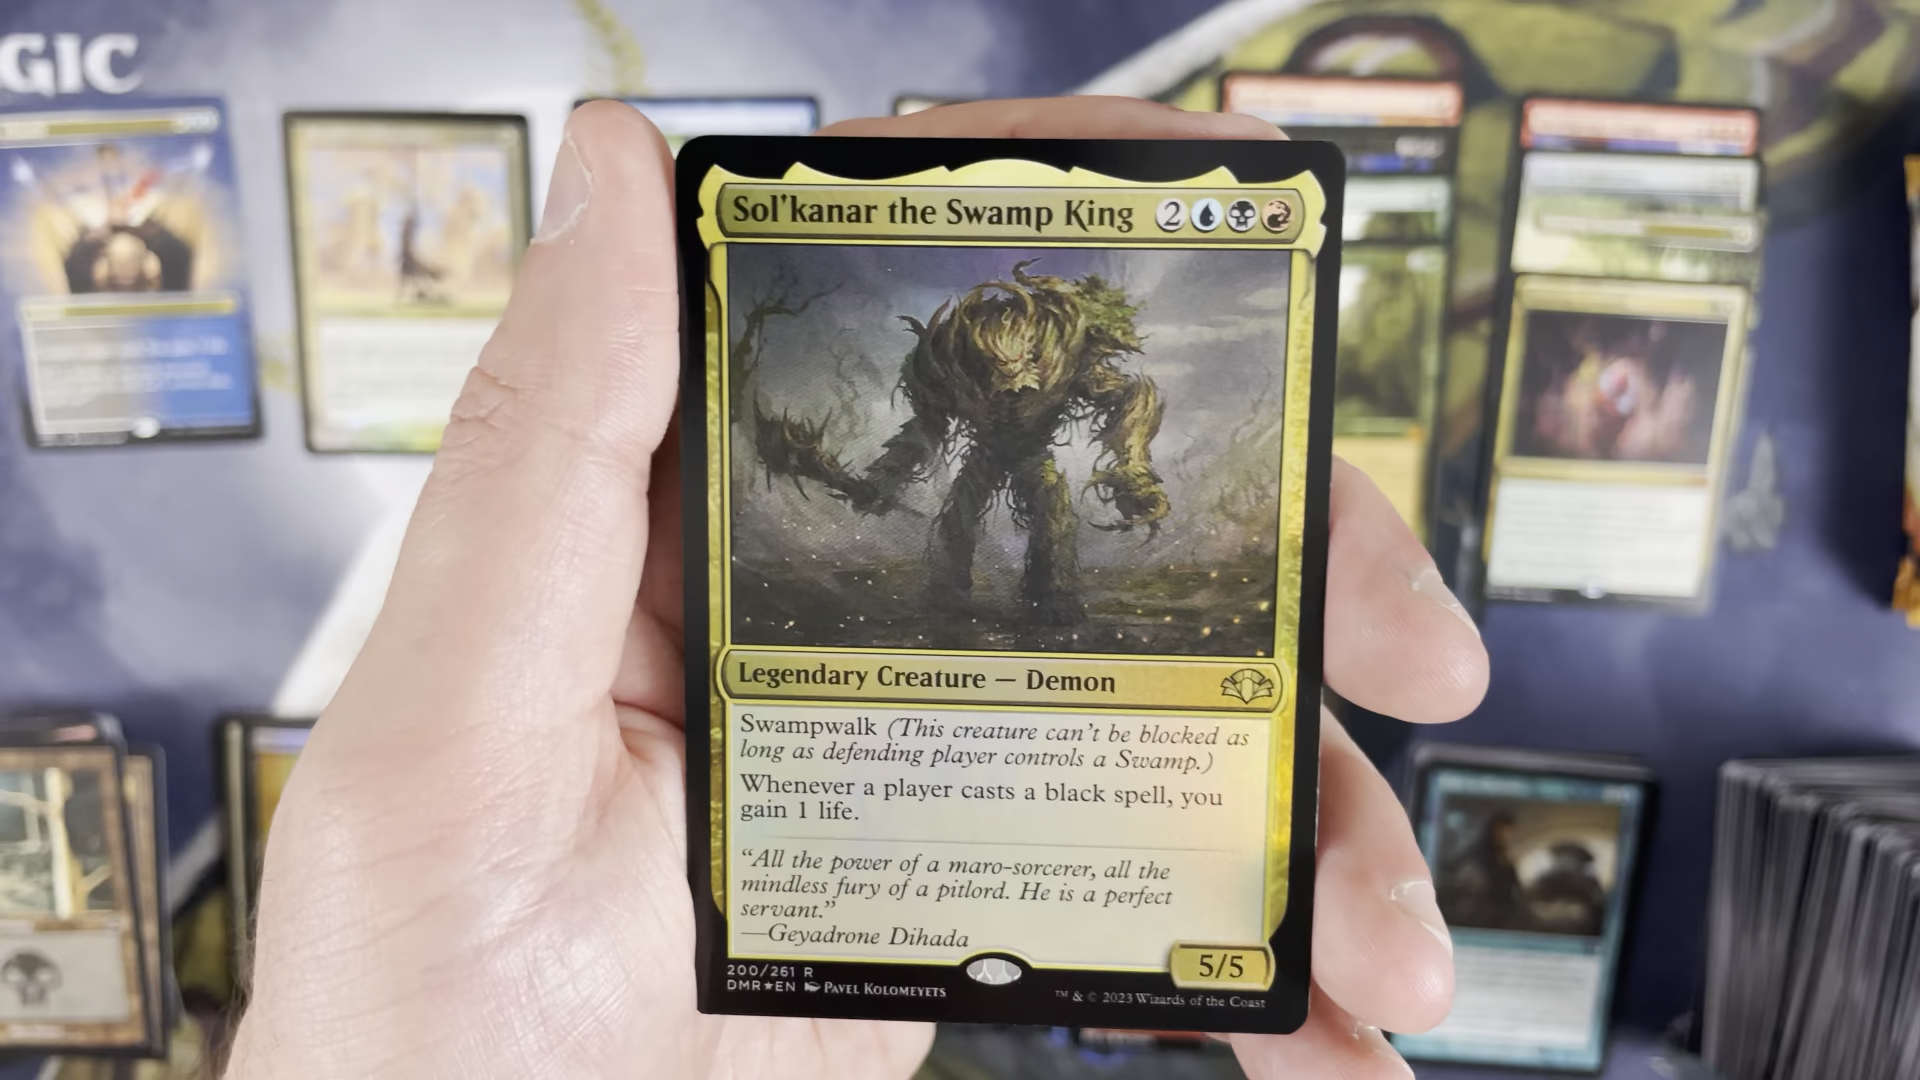 GIC
Sol'kanar the Swamp King 2
Legendary Creature — Demon
Swampwalk (This creature can't be blocked as
long as defending player controls a Swamp.)
Whenever a player casts a black spell, you
gain 1 life.
“All the power of a maro-sorcerer, all the
mindless fury of a pitlord. He is a perfect
servant.”
—Geyadrone Dihada
5/5
200/261 R
DMR★EN Pavel Kolomeyets
™ & © 2023 Wizards of the Coast